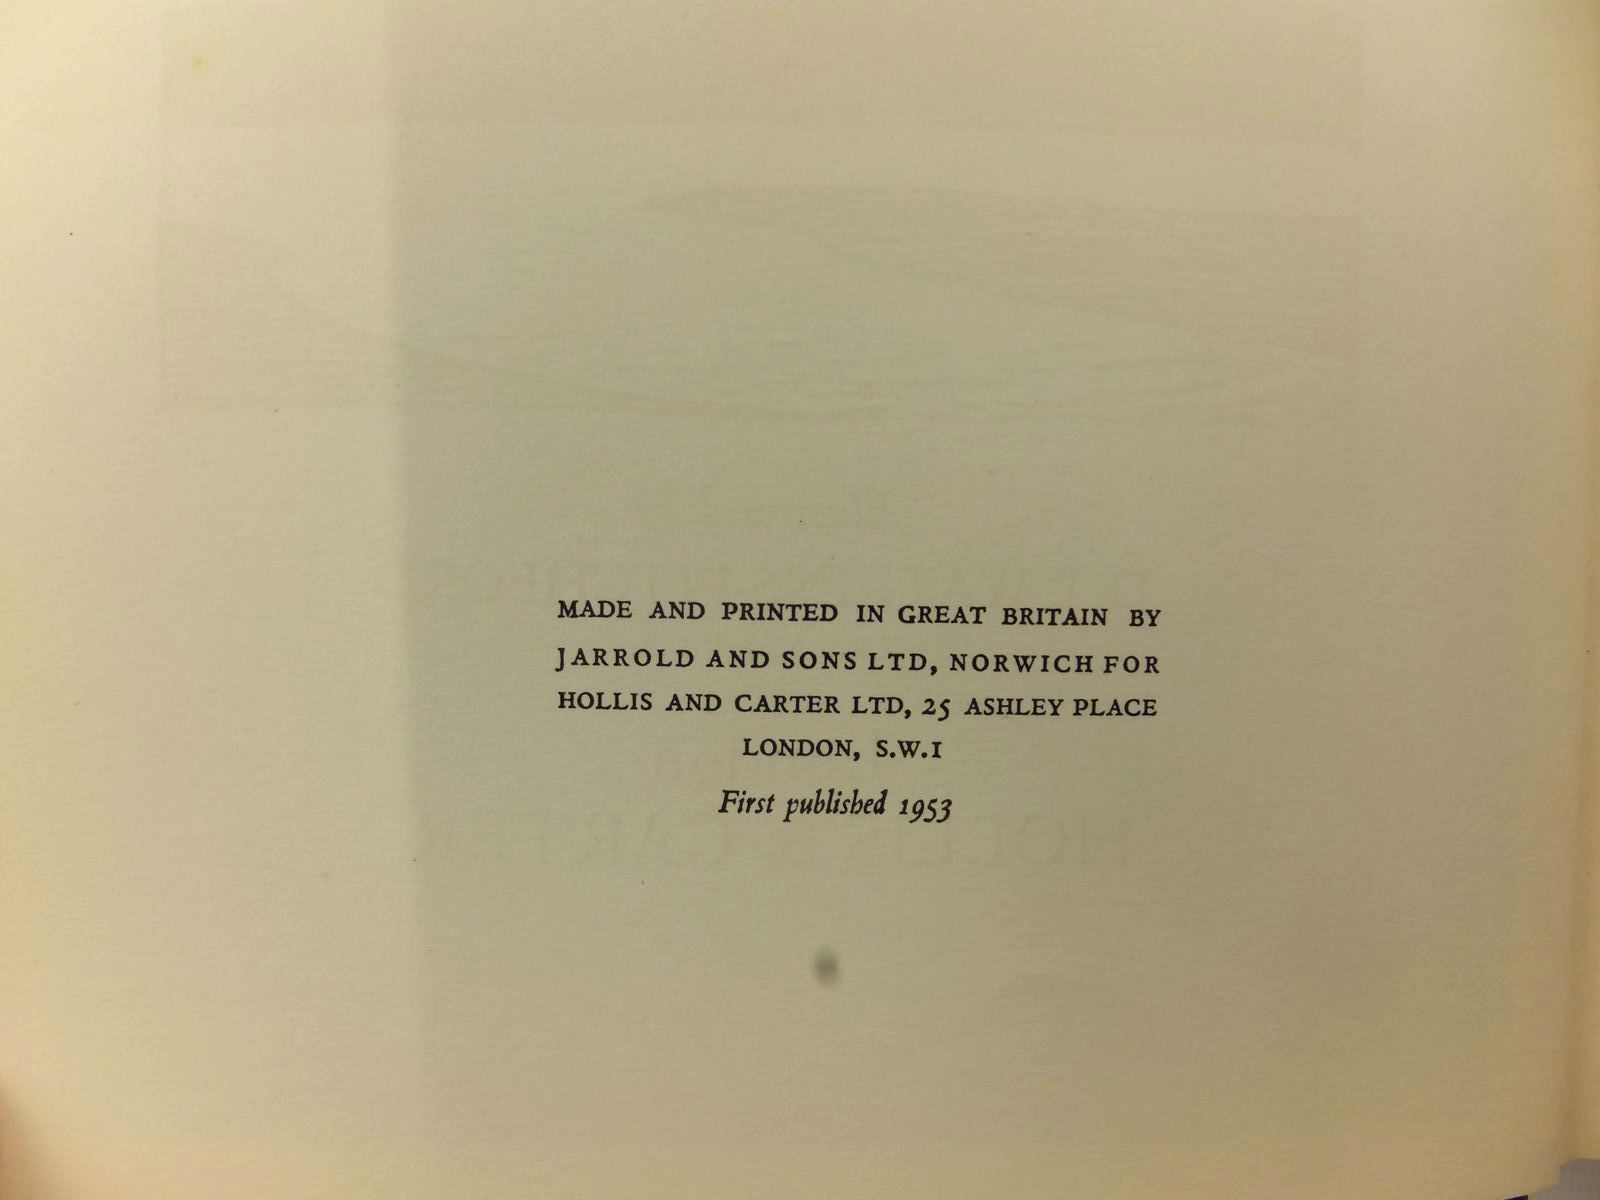 MADE AND PRINTED IN GREAT BRITAIN BY
JARROLD AND SONS LTD, NORWICH FOR
HOLLIS AND CARTER LTD, 25 ASHLEY PLACE
LONDON, S.W.1
First published 1953